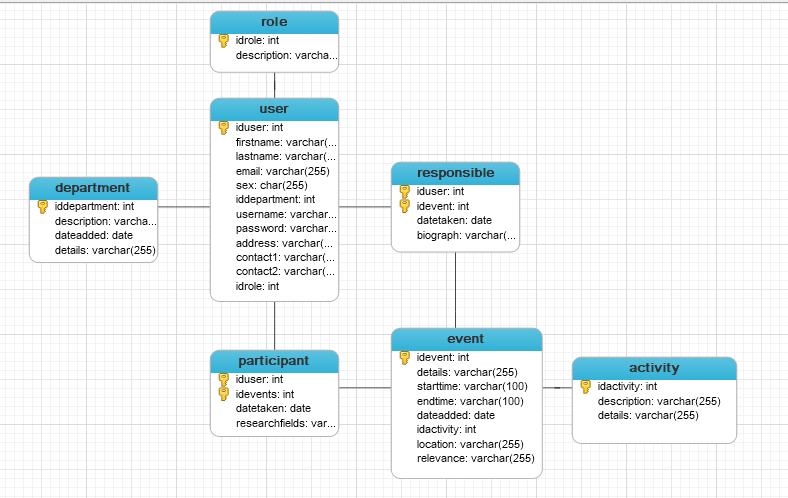 role
idrole: int
description: varcha...
user
iduser: int
firstname: varchar(...
lastname: varchar(...
email: varchar(255)
sex: char(255)
iddepartment: int
username: varchar...
password: varchar...
address: varchar(...
contact1: varchar(...
contact2: varchar(...
idrole: int
department
iddepartment: int
description: varcha...
dateadded: date
details: varchar(255)
responsible
iduser: int
idevent: int
datetaken: date
biograph: varchar(...
participant
iduser: int
idevents: int
datetaken: date
researchfields: var...
event
idevent: int
details: varchar(255)
starttime: varchar(100)
endtime: varchar(100)
dateadded: date
idactivity: int
location: varchar(255)
relevance: varchar(255)
activity
idactivity: int
description: varchar(255)
details: varchar(255)